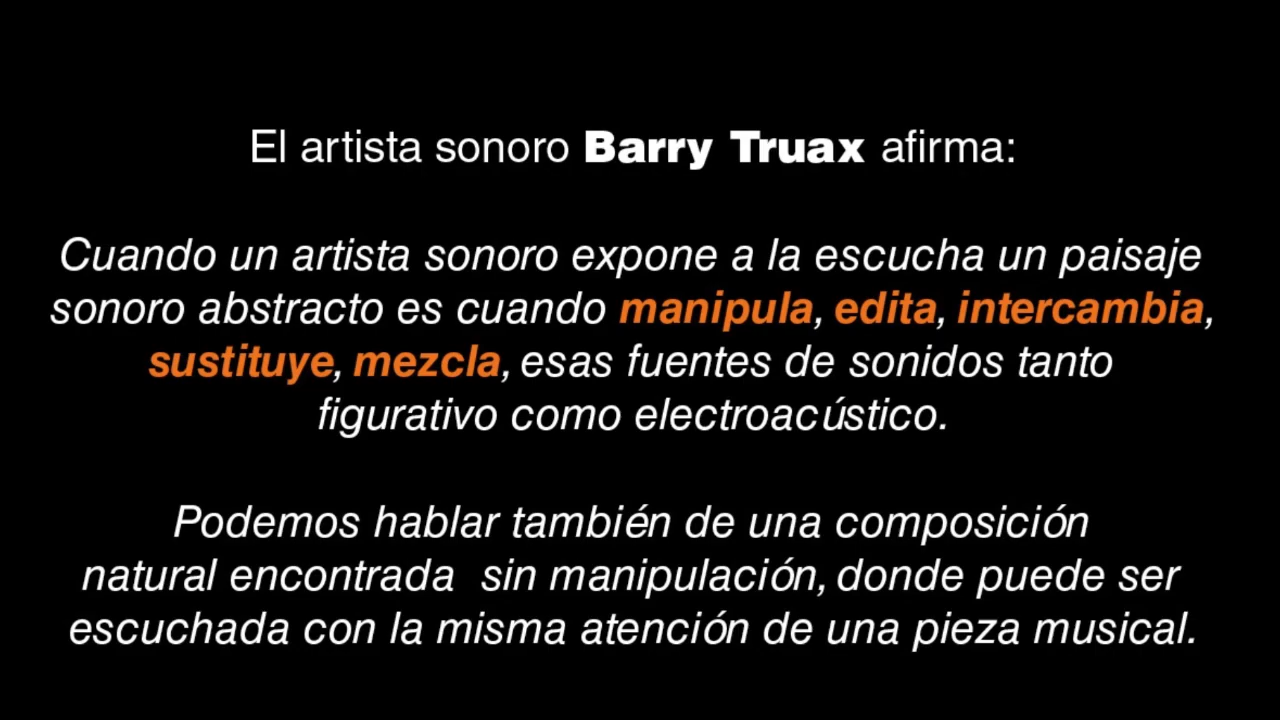 El artista sonoro Barry Truax afirma:
Cuando un artista sonoro expone a la escucha un paisaje
sonoro abstracto es cuando manipula, edita, intercambia,
sustituye, mezcla, esas fuentes de sonidos tanto
figurativo como electroacústico.
Podemos hablar también de una composición
natural encontrada  sin manipulación, donde puede ser
escuchada con la misma atención de una pieza musical.